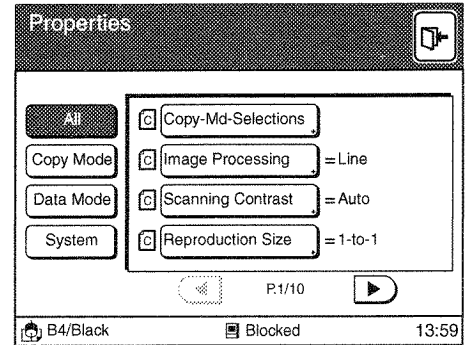 Properties
All
Copy Mode
Data Mode
System
C Copy-Md-Selections
C Image Processing = Line
C Scanning Contrast = Auto
C Reproduction Size = 1-to-1
P.1/10
B4/Black Blocked 13:59